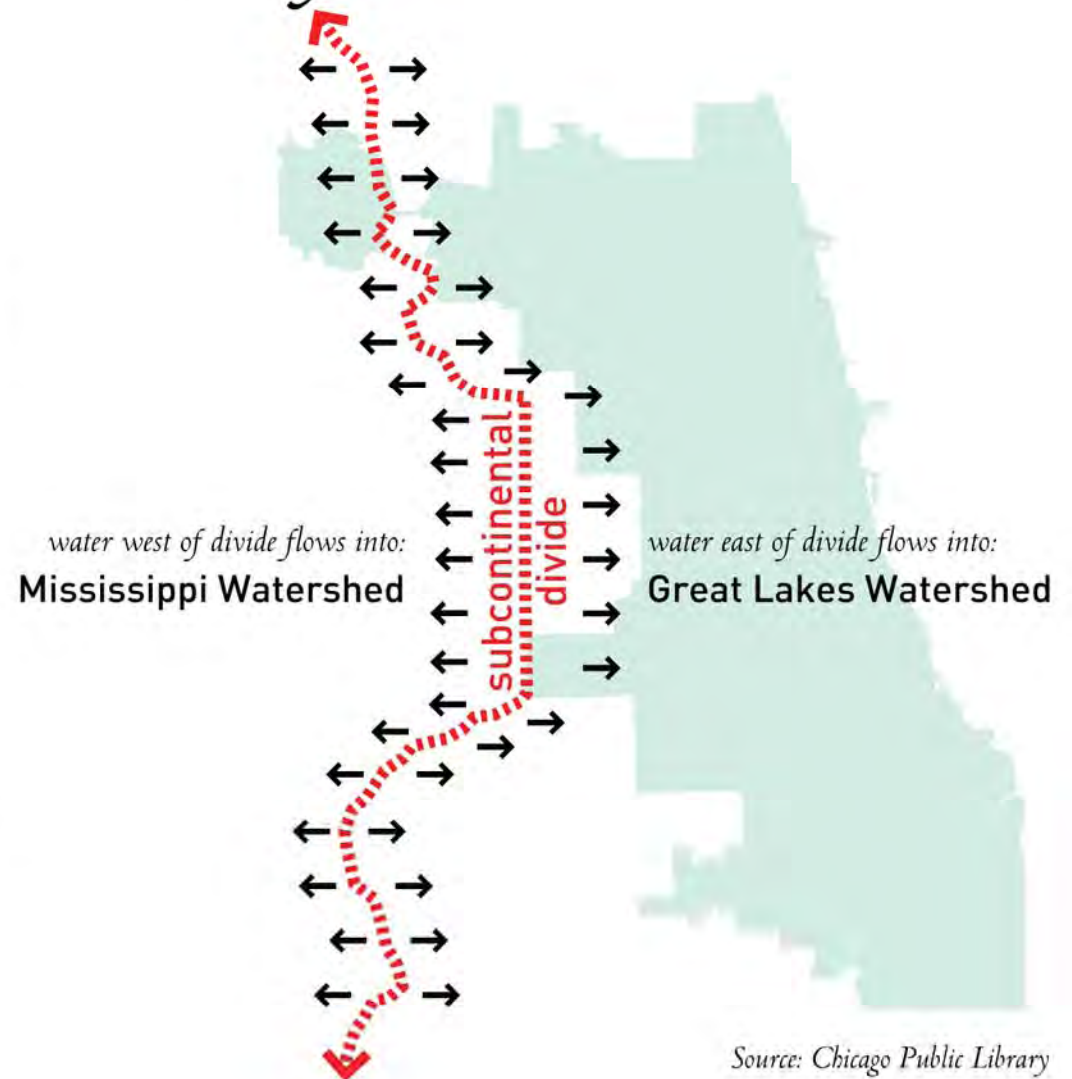 water west of divide flows into:
Mississippi Watershed
subcontinental
divide
water east of divide flows into:
Great Lakes Watershed
Source: Chicago Public Library